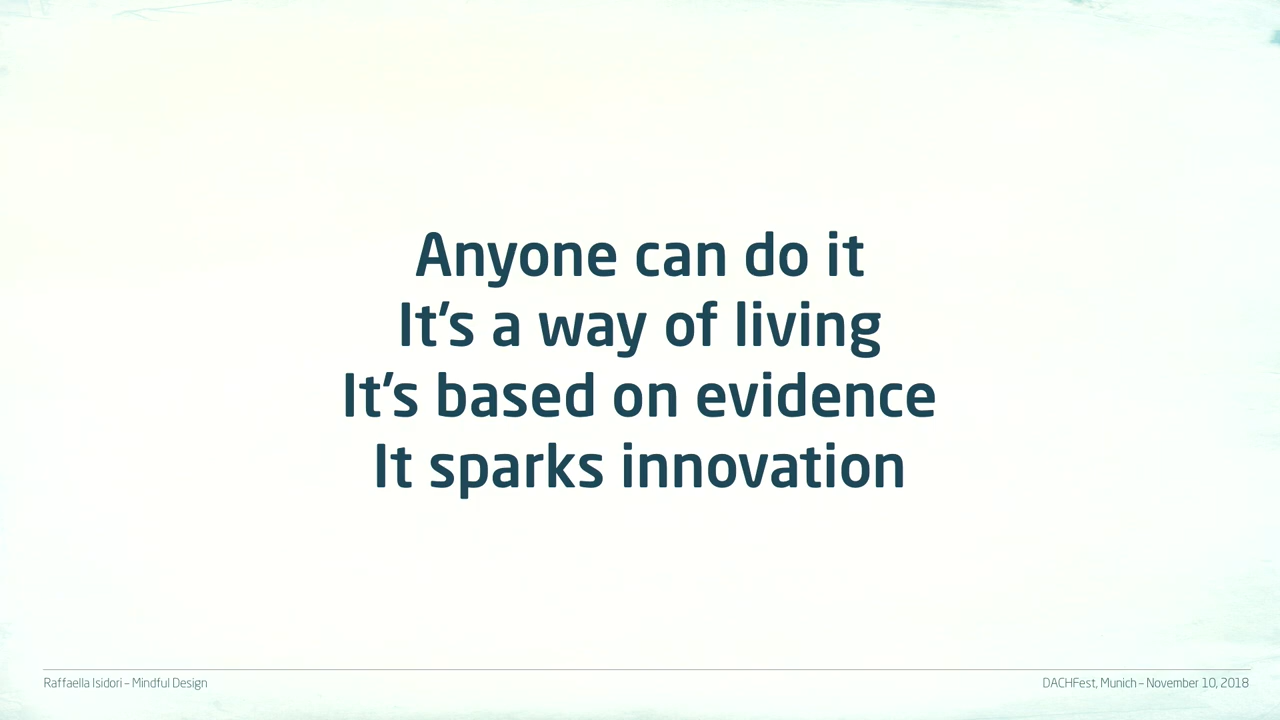 Anyone can do it
It’s a way of living
It’s based on evidence
It sparks innovation
Raffaella Isidori – Mindful Design
DACHFest, Munich – November 10, 2018